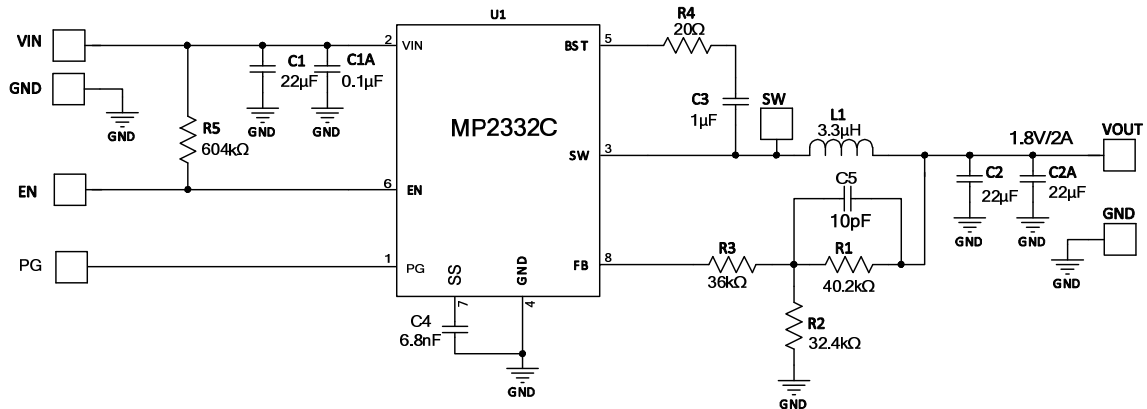 U1
R4
20Ω
VIN
2
VIN
BST
5
C1
22µF
C1A
0.1µF
GND
GND
GND
GND
C3
1µF
SW
L1
3.3µH
R5
604kΩ
MP2332C
SW
3
1.8V/2A
VOUT
EN
6
EN
C5
10pF
C2
22µF
C2A
22µF
GND
GND
GND
PG
1
PG
SS
GND
FB
8
R3
36kΩ
R1
40.2kΩ
GND
7
4
C4
6.8nF
R2
32.4kΩ
GND
GND